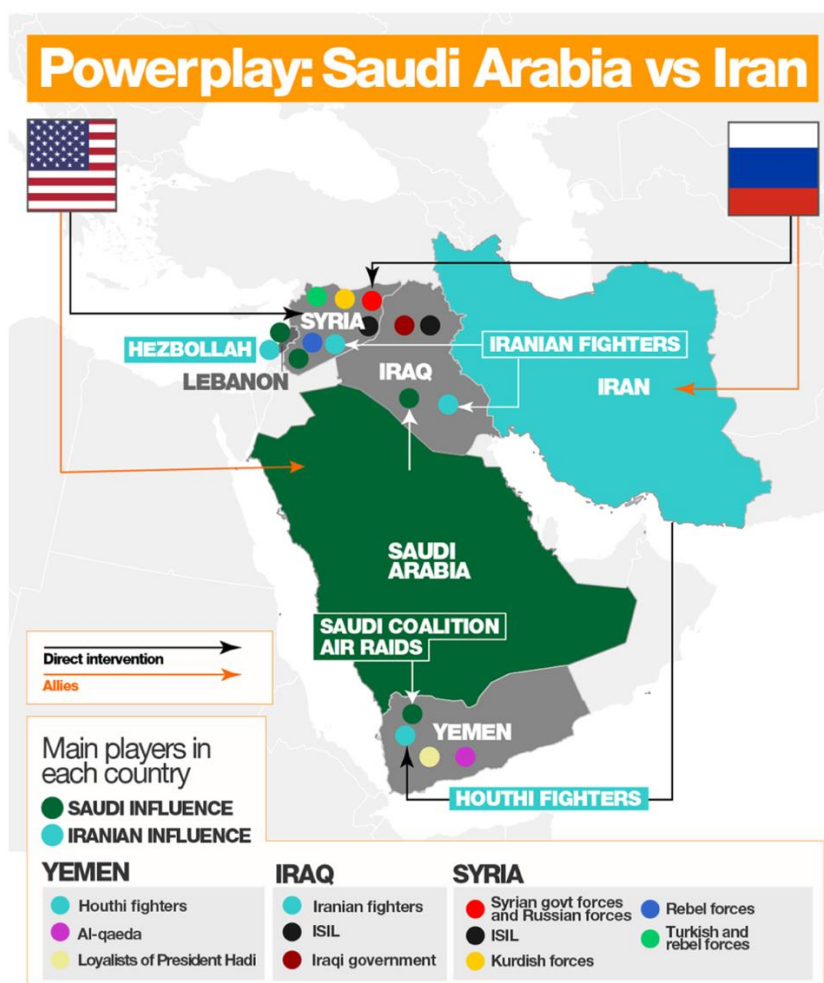 Powerplay: Saudi Arabia vs Iran
SYRIA
HEZBOLLAH
LEBANON
IRANIAN FIGHTERS
IRAQ
IRAN
SAUDI
ARABIA
SAUDI COALITION
AIR RAIDS
Direct intervention
Allies
YEMEN
HOUTHI FIGHTERS
Main players in
each country
SAUDI INFLUENCE
IRANIAN INFLUENCE
YEMEN
Houthi fighters
Al-qaeda
Loyalists of President Hadi
IRAQ
Iranian fighters
ISIL
Iraqi government
SYRIA
Syrian govt forces
and Russian forces
ISIL
Kurdish forces
Rebel forces
Turkish and
rebel forces